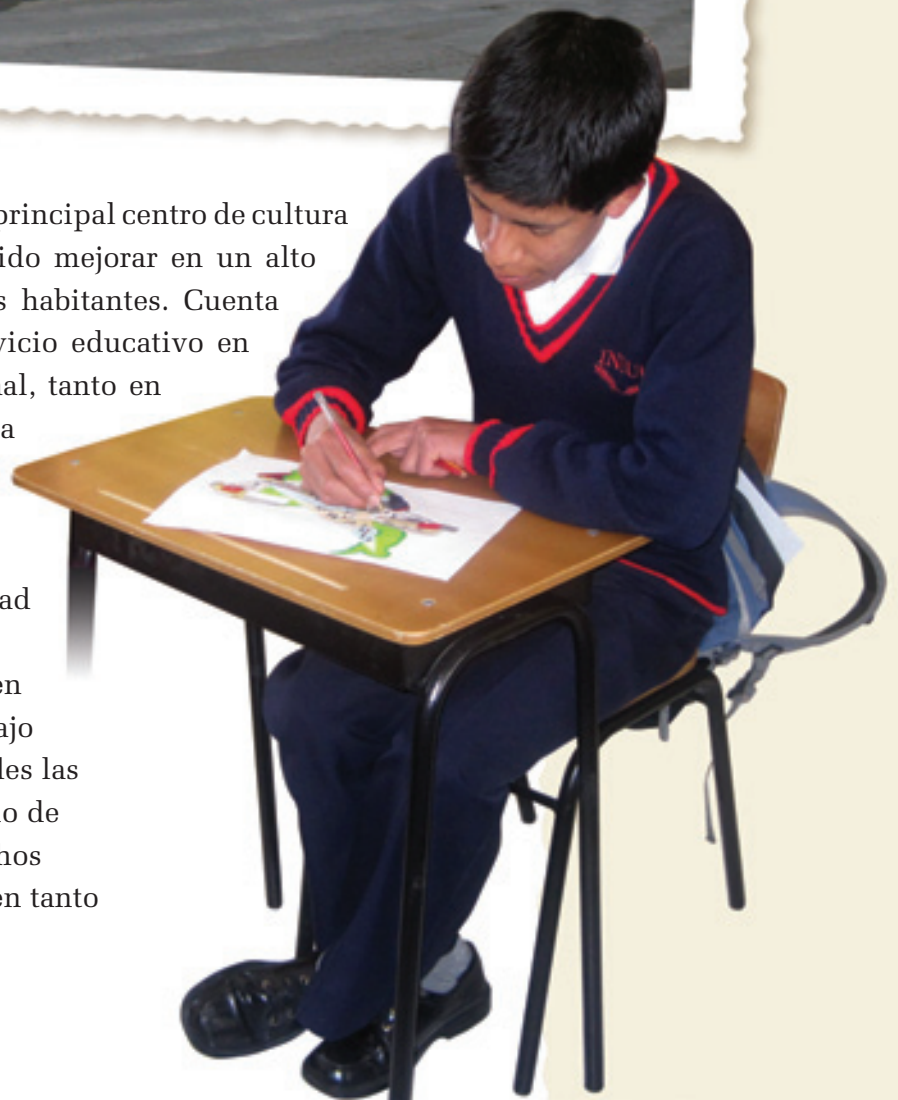 principal centro de cultura
ido mejorar en un alto
s habitantes. Cuenta
vicio educativo en
al, tanto en
a
ad
en
ajo
les las
o de
nos
en tanto